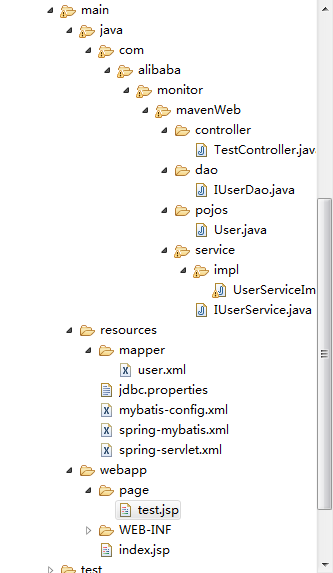 main
java
com
alibaba
monitor
mavenWeb
controller
TestController.jav
dao
IUserDao.java
pojos
User.java
service
impl
UserServiceIm
IUserService.java
resources
mapper
user.xml
jdbc.properties
mybatis-config.xml
spring-mybatis.xml
spring-servlet.xml
webapp
page
test.jsp
WEB-INF
index.jsp
test